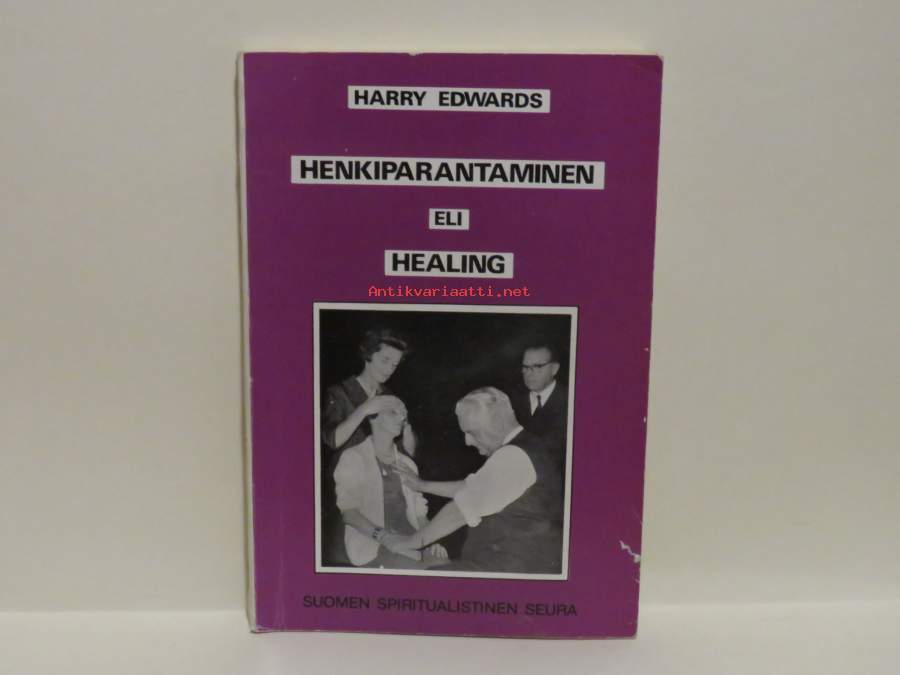 HARRY EDWARDS
HENKIPARANTAMINEN
ELI
HEALING
Antikvariaatti.net
SUOMEN SPIRITUALISTINEN SEURA